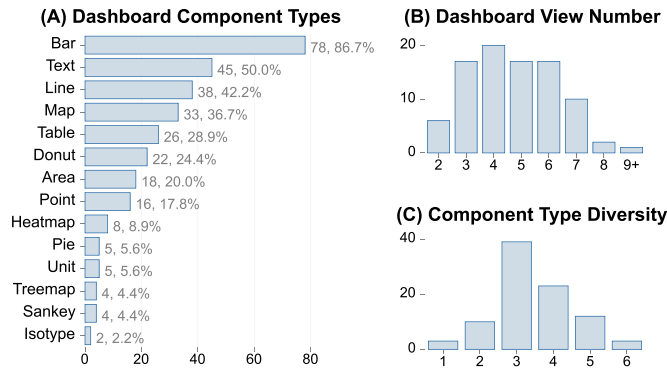 (A) Dashboard Component Types
Bar 78, 86.7%
Text 45, 50.0%
Line 38, 42.2%
Map 33, 36.7%
Table 26, 28.9%
Donut 22, 24.4%
Area 18, 20.0%
Point 16, 17.8%
Heatmap 8, 8.9%
Pie 5, 5.6%
Unit 5, 5.6%
Treemap 4, 4.4%
Sankey 4, 4.4%
Isotype 2, 2.2%
0 20 40 60 80
(B) Dashboard View Number
20
10
0
2 3 4 5 6 7 8 9+
(C) Component Type Diversity
40
20
0
1 2 3 4 5 6